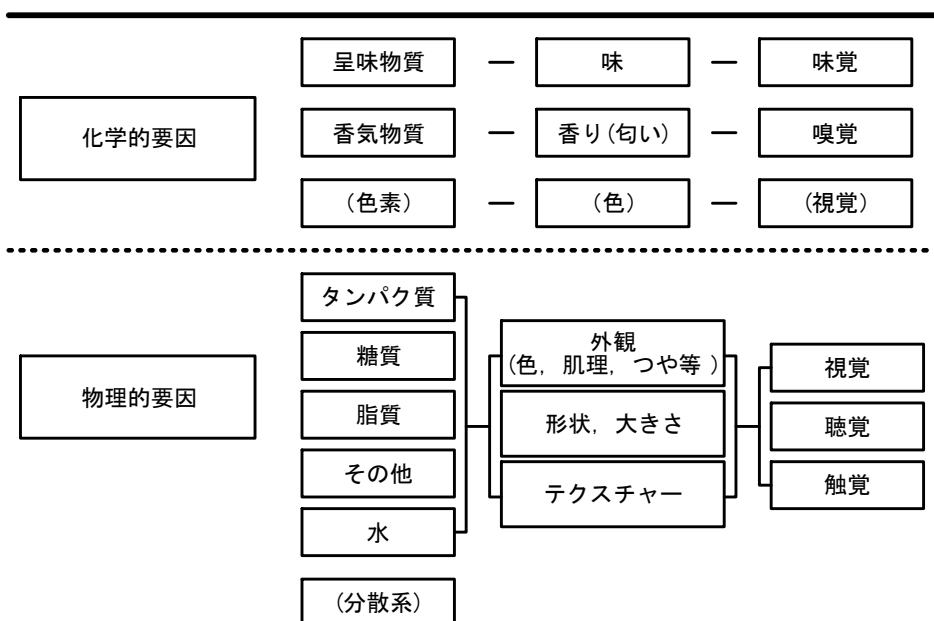 化学的要因
呈味物質 ― 味 ― 味覚
香気物質 ― 香り(匂い) ― 嗅覚
(色素) ― (色) ― (視覚)
物理的要因
タンパク質
糖質
脂質
その他
水
(分散系)
外観
(色, 肌理, つや等 )
形状, 大きさ
テクスチャー
視覚
聴覚
触覚